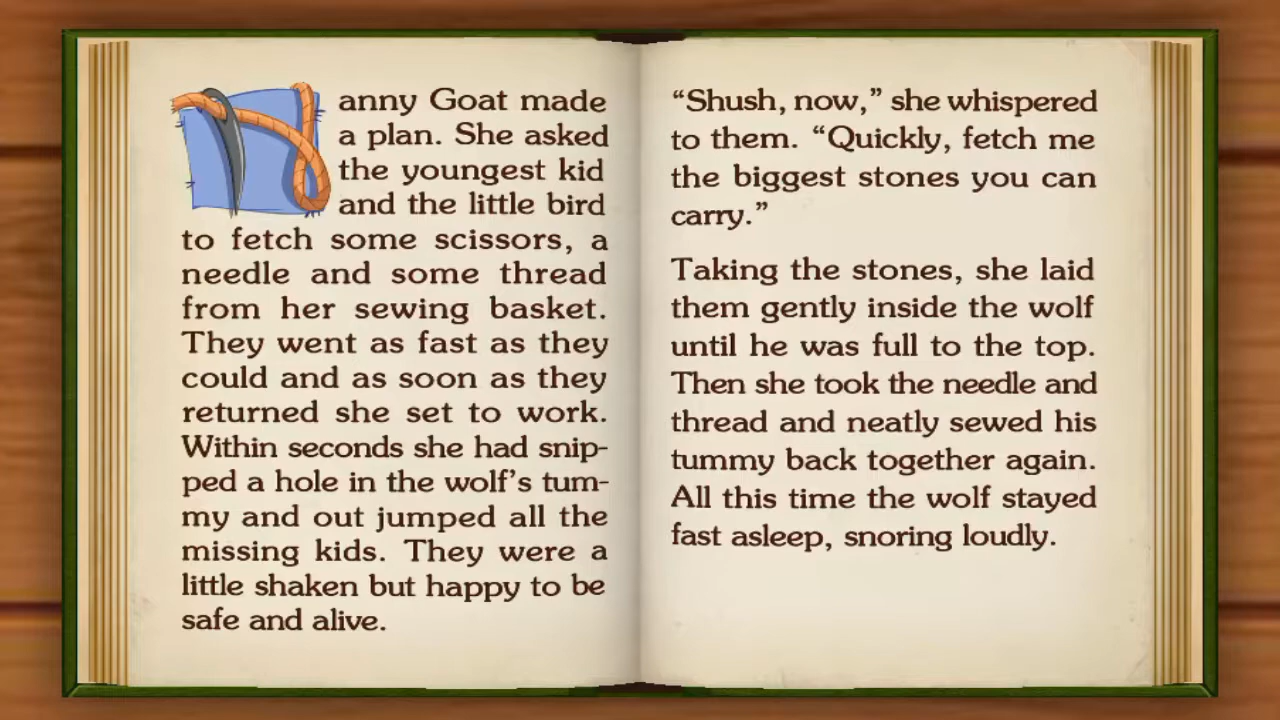 Nanny Goat made
a plan. She asked
the youngest kid
and the little bird
to fetch some scissors, a
needle and some thread
from her sewing basket.
They went as fast as they
could and as soon as they
returned she set to work.
Within seconds she had snip-
ped a hole in the wolf's tum-
my and out jumped all the
missing kids. They were a
little shaken but happy to be
safe and alive.
“Shush, now,” she whispered
to them. “Quickly, fetch me
the biggest stones you can
carry.”
Taking the stones, she laid
them gently inside the wolf
until he was full to the top.
Then she took the needle and
thread and neatly sewed his
tummy back together again.
All this time the wolf stayed
fast asleep, snoring loudly.